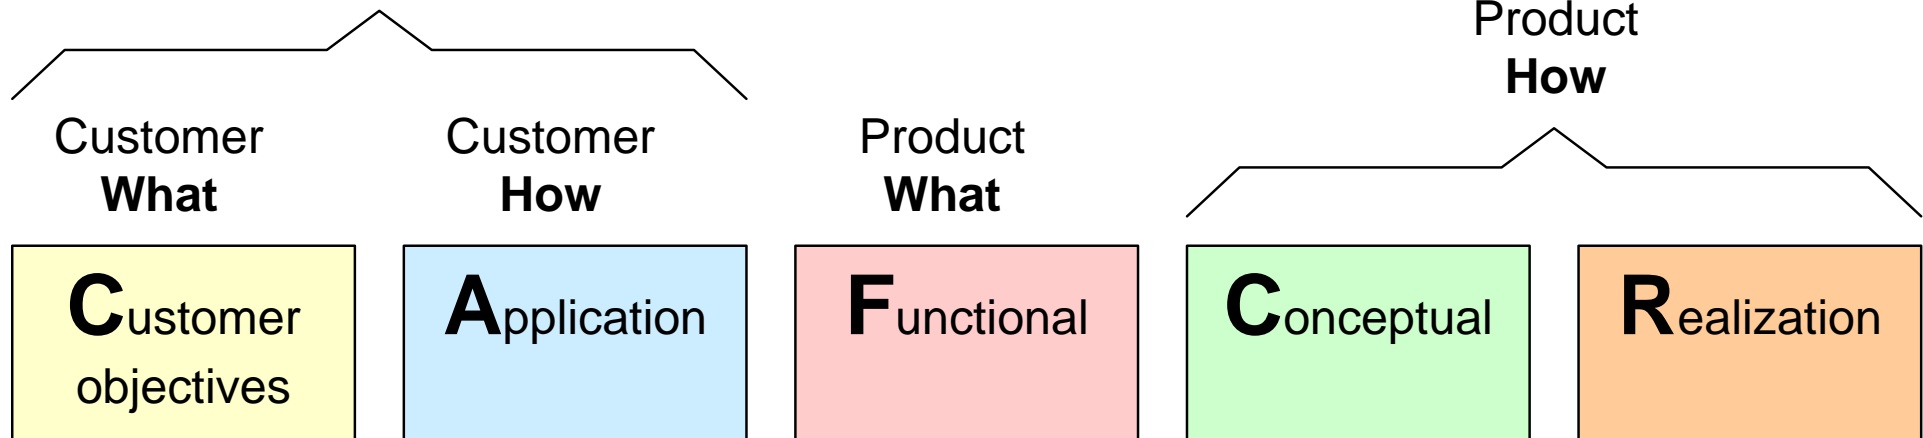 Product
How
Customer
What
Customer
How
Product
What
Customer
objectives
Application
Functional
Conceptual
Realization